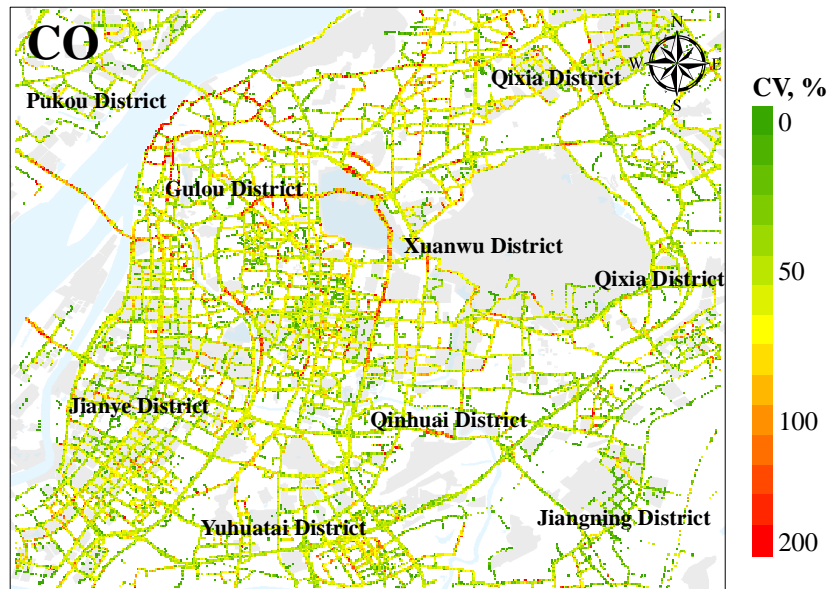 CO
N
W
E
S
Qixia District
CV, %
Pukou District
0
Gulou District
Xuanwu District
Qixia District
50
Jianye District
Qinhuai District
100
Yuhuatai District
Jiangning District
200